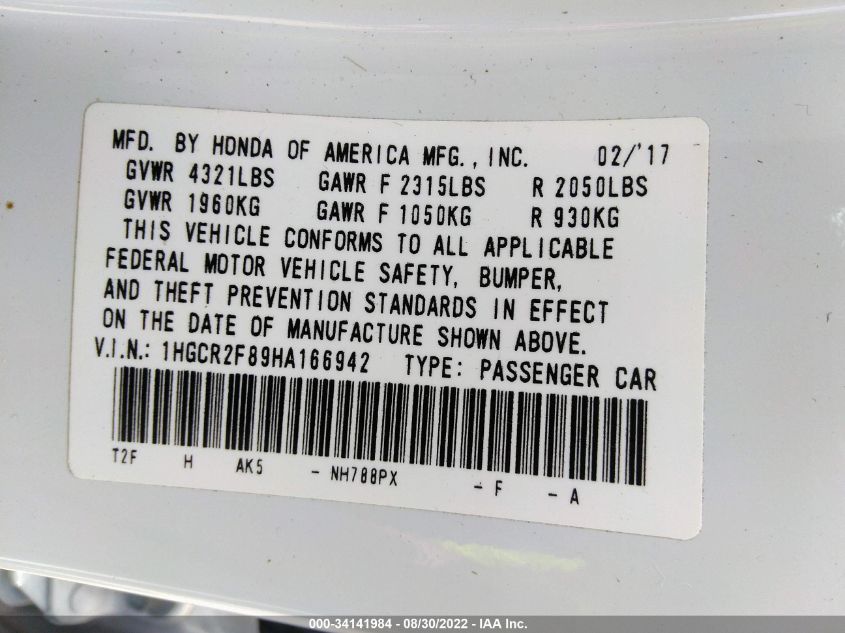 MFD. BY HONDA OF AMERICA MFG., INC. 02/'17
GVWR 4321LBS GAWR F 2315LBS R 2050LBS
GVWR 1960KG GAWR F 1050KG R 930KG
THIS VEHICLE CONFORMS TO ALL APPLICABLE
FEDERAL MOTOR VEHICLE SAFETY, BUMPER,
AND THEFT PREVENTION STANDARDS IN EFFECT
ON THE DATE OF MANUFACTURE SHOWN ABOVE.
V.I.N.: 1HGCR2F89HA166942 TYPE: PASSENGER CAR
T2F H AK5 - NH788PX - F - A
000-34141984 - 08/30/2022 - IAA Inc.